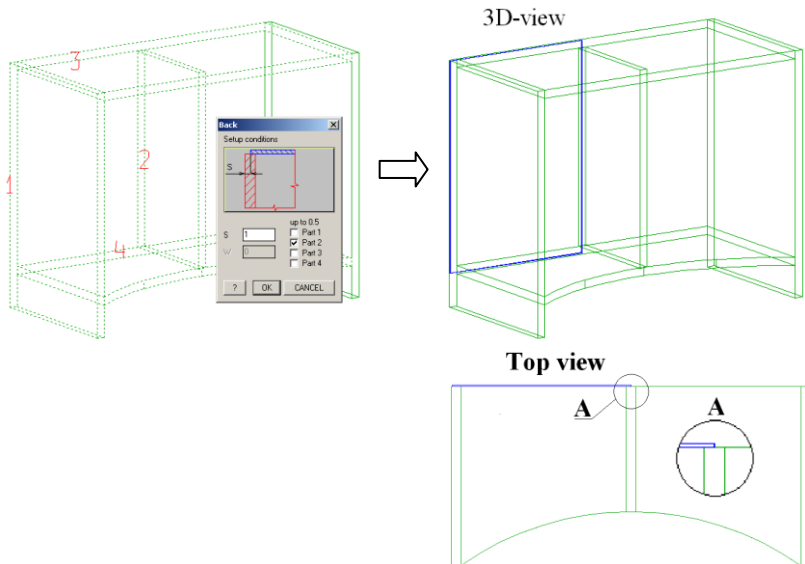 3D-view
3
2
1
4
Back
Setup conditions
S
up to 0.5
S 1
Part 1
Part 2
W 0
Part 3
Part 4
? OK CANCEL
Top view
A
A